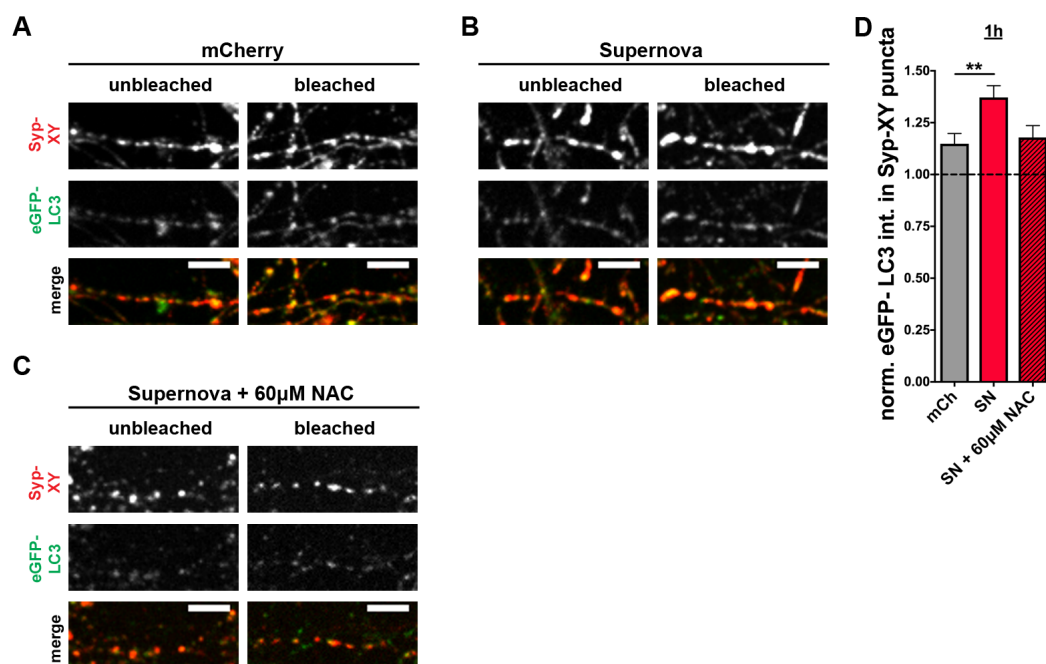 A
mCherry
unbleached
bleached
Syp-
XY
eGFP-
LC3
merge
B
Supernova
unbleached
bleached
C
Supernova + 60µM NAC
unbleached
bleached
Syp-
XY
eGFP-
LC3
merge
D
1h
**
norm. eGFP- LC3 int. in Syp-XY puncta
1.50
1.25
1.00
0.75
0.50
0.25
0.00
mCh
SN
SN + 60µM NAC